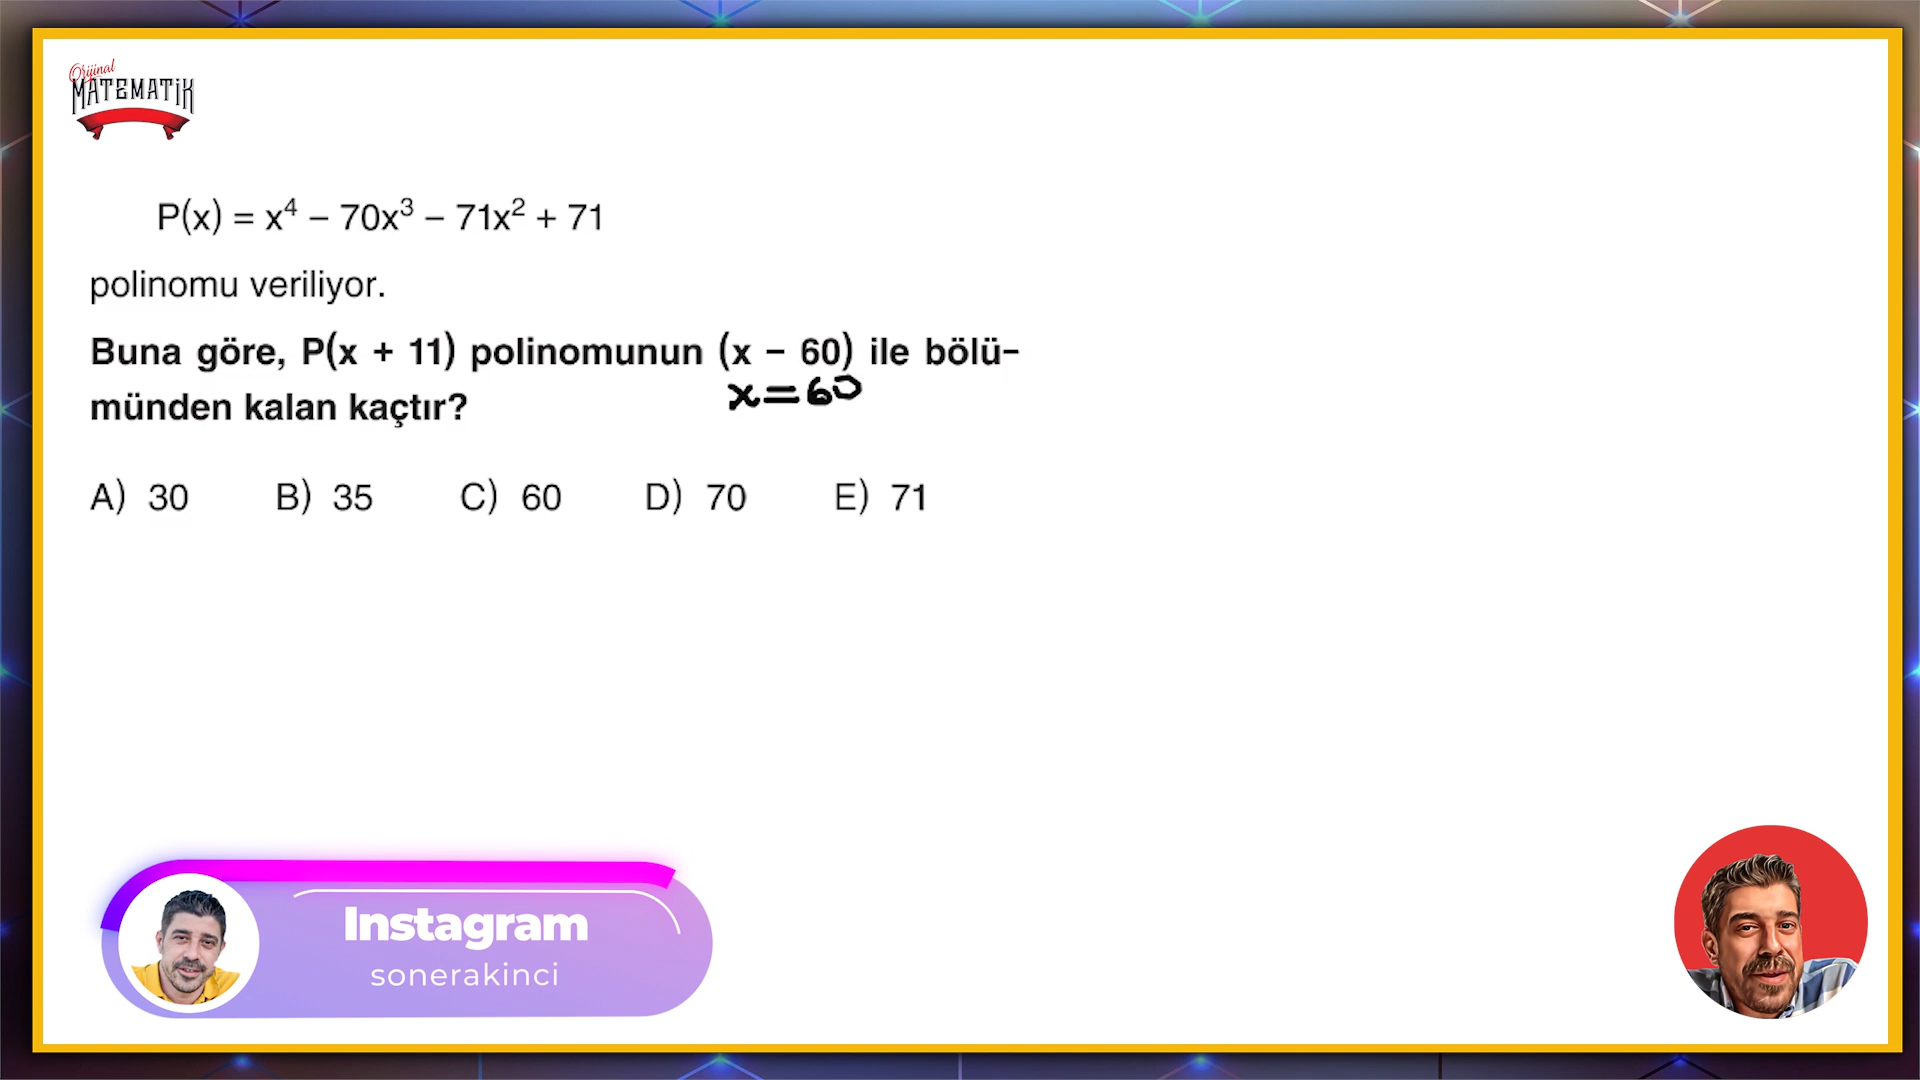 Orijinal
MATEMATİK
P(x) = x⁴ – 70x³ – 71x² + 71
polinomu veriliyor.
Buna göre, P(x + 11) polinomunun (x – 60) ile bölü-
x=60
münden kalan kaçtır?
A) 30 B) 35 C) 60 D) 70 E) 71
Instagram
sonerakinci